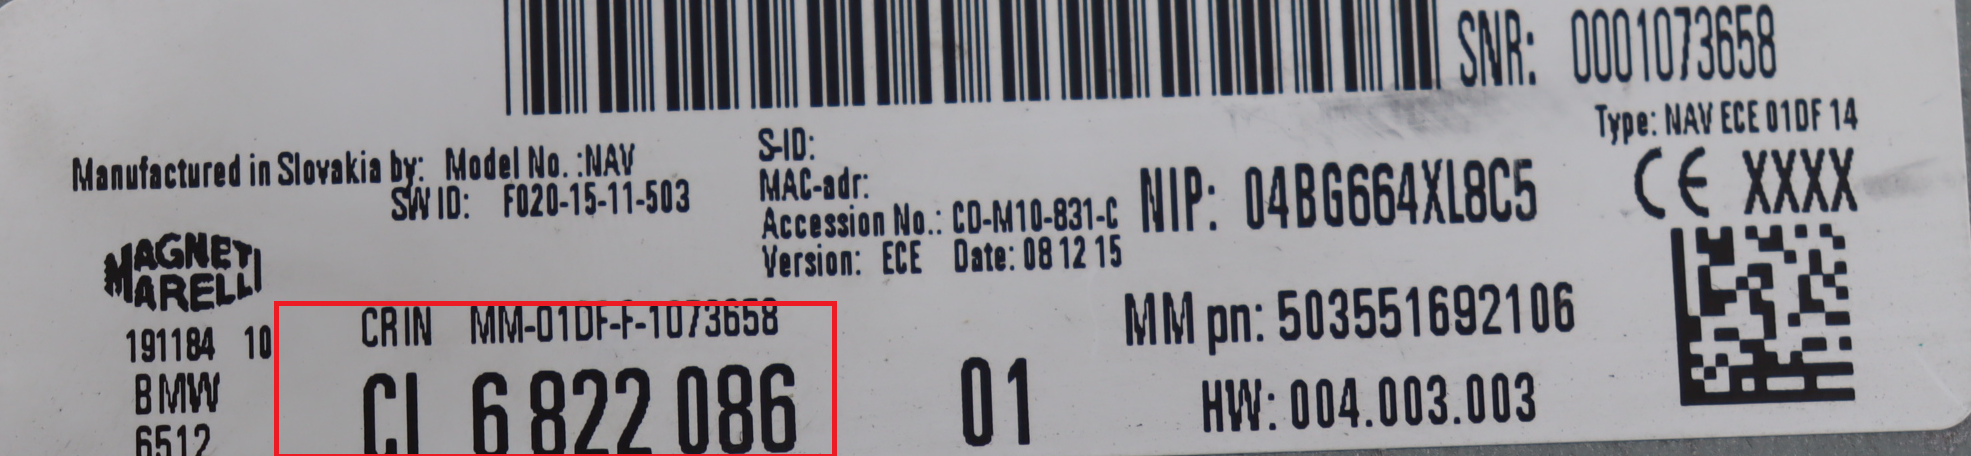 SNR: 0001073658
Type: NAV ECE 01DF 14
Manufactured in Slovakia by: Model No. :NAV
SW ID: F020-15-11-503
S-ID:
MAC-adr:
Accession No.: CD-M10-831-C
Version: ECE Date: 08 12 15
NIP: 04BG664XL8C5
CE XXXX
MAGNETI
MARELLI
191184 10
BMW
6512
CRIN MM-01DF-F-1073658
CI 6 822 086 01
MM pn: 503551692106
HW: 004.003.003